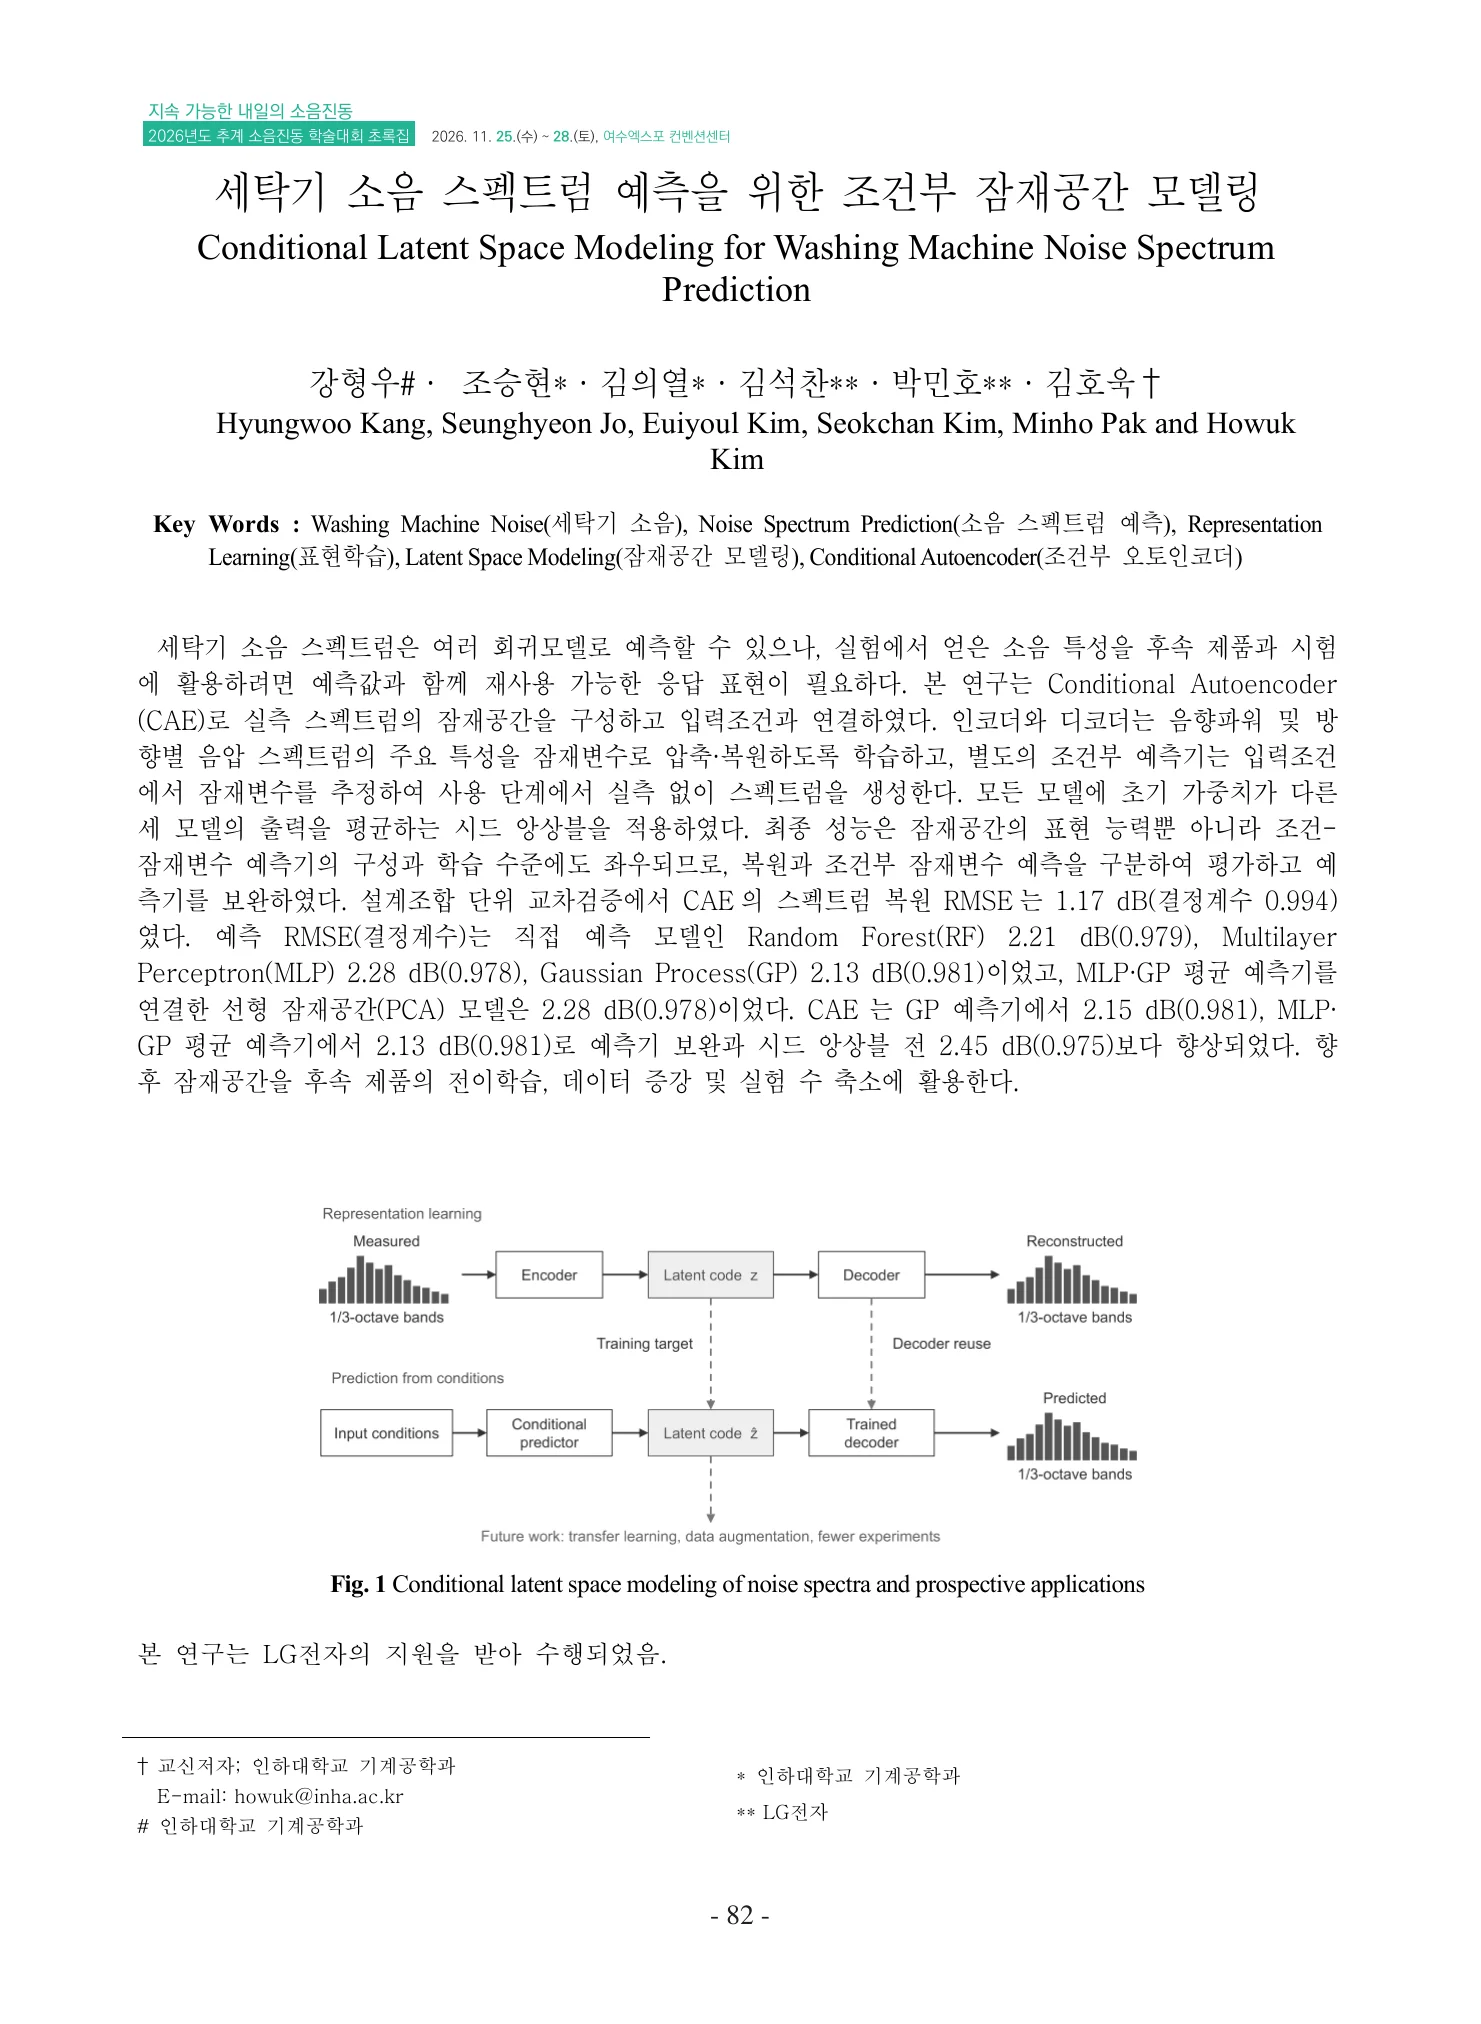 지속 가능한 내일의 소음진동
2026년도 추계 소음진동 학술대회 초록집 2026. 11. 25.(수) ~ 28.(토), 여수엑스포 컨벤션센터
세탁기 소음 스펙트럼 예측을 위한 조건부 잠재공간 모델링
Conditional Latent Space Modeling for Washing Machine Noise Spectrum
Prediction
강형우# · 조승현* · 김의열* · 김석찬** · 박민호** · 김호욱†
Hyungwoo Kang, Seunghyeon Jo, Euiyoul Kim, Seokchan Kim, Minho Pak and Howuk
Kim
Key Words : Washing Machine Noise(세탁기 소음), Noise Spectrum Prediction(소음 스펙트럼 예측), Representation
Learning(표현학습), Latent Space Modeling(잠재공간 모델링), Conditional Autoencoder(조건부 오토인코더)
세탁기 소음 스펙트럼은 여러 회귀모델로 예측할 수 있으나, 실험에서 얻은 소음 특성을 후속 제품과 시험
에 활용하려면 예측값과 함께 재사용 가능한 응답 표현이 필요하다. 본 연구는 Conditional Autoencoder
(CAE)로 실측 스펙트럼의 잠재공간을 구성하고 입력조건과 연결하였다. 인코더와 디코더는 음향파워 및 방
향별 음압 스펙트럼의 주요 특성을 잠재변수로 압축·복원하도록 학습하고, 별도의 조건부 예측기는 입력조건
에서 잠재변수를 추정하여 사용 단계에서 실측 없이 스펙트럼을 생성한다. 모든 모델에 초기 가중치가 다른
세 모델의 출력을 평균하는 시드 앙상블을 적용하였다. 최종 성능은 잠재공간의 표현 능력뿐 아니라 조건-
잠재변수 예측기의 구성과 학습 수준에도 좌우되므로, 복원과 조건부 잠재변수 예측을 구분하여 평가하고 예
측기를 보완하였다. 설계조합 단위 교차검증에서 CAE 의 스펙트럼 복원 RMSE 는 1.17 dB(결정계수 0.994)
였다. 예측 RMSE(결정계수)는 직접 예측 모델인 Random Forest(RF) 2.21 dB(0.979), Multilayer
Perceptron(MLP) 2.28 dB(0.978), Gaussian Process(GP) 2.13 dB(0.981)이었고, MLP·GP 평균 예측기를
연결한 선형 잠재공간(PCA) 모델은 2.28 dB(0.978)이었다. CAE 는 GP 예측기에서 2.15 dB(0.981), MLP·
GP 평균 예측기에서 2.13 dB(0.981)로 예측기 보완과 시드 앙상블 전 2.45 dB(0.975)보다 향상되었다. 향
후 잠재공간을 후속 제품의 전이학습, 데이터 증강 및 실험 수 축소에 활용한다.
Representation learning
Measured
Reconstructed
Encoder
Latent code z
Decoder
1/3-octave bands
1/3-octave bands
Training target
Decoder reuse
Prediction from conditions
Predicted
Input conditions
Conditional
predictor
Latent code ẑ
Trained
decoder
1/3-octave bands
Future work: transfer learning, data augmentation, fewer experiments
Fig. 1 Conditional latent space modeling of noise spectra and prospective applications
본 연구는 LG전자의 지원을 받아 수행되었음.
† 교신저자; 인하대학교 기계공학과
E-mail: howuk@inha.ac.kr
# 인하대학교 기계공학과
* 인하대학교 기계공학과
** LG전자
- 82 -